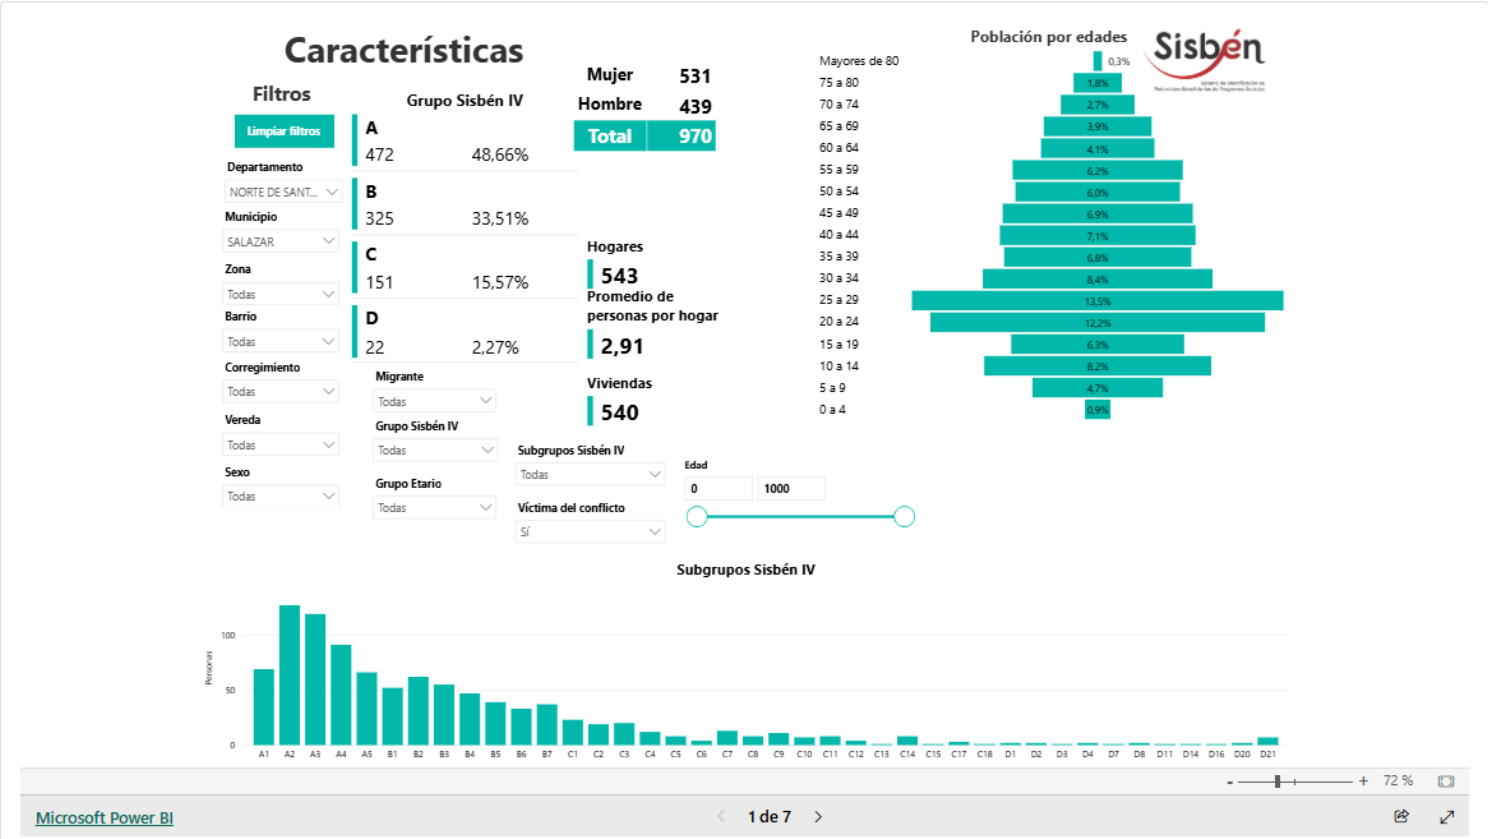 Características
Filtros
Limpiar filtros
Departamento
NORTE DE SANT...
Municipio
SALAZAR
Zona
Todas
Barrio
Todas
Corregimiento
Todas
Vereda
Todas
Sexo
Todas
Grupo Sisbén IV
A
472 48,66%
B
325 33,51%
C
151 15,57%
D
22 2,27%
Migrante
Todas
Grupo Sisbén IV
Todas
Grupo Etario
Todas
Mujer 531
Hombre 439
Total 970
Hogares
543
Promedio de
personas por hogar
2,91
Viviendas
540
Subgrupos Sisbén IV
Todas
Víctima del conflicto
Sí
Edad
0 1000
Población por edades
Sisbén
Sistema de Identificación de
Potenciales Beneficiarios de Programas Sociales
Mayores de 80 0,3%
75 a 80 1,8%
70 a 74 2,7%
65 a 69 3,9%
60 a 64 4,1%
55 a 59 6,2%
50 a 54 6,0%
45 a 49 6,9%
40 a 44 7,1%
35 a 39 6,8%
30 a 34 8,4%
25 a 29 13,5%
20 a 24 12,2%
15 a 19 6,3%
10 a 14 8,2%
5 a 9 4,7%
0 a 4 0,9%
Subgrupos Sisbén IV
Personas
100
50
0
A1 A2 A3 A4 A5 B1 B2 B3 B4 B5 B6 B7 C1 C2 C3 C4 C5 C6 C7 C8 C9 C10 C11 C12 C13 C14 C15 C17 C18 D1 D2 D3 D4 D7 D8 D11 D14 D16 D20 D21
- + 72 %
Microsoft Power BI
1 de 7